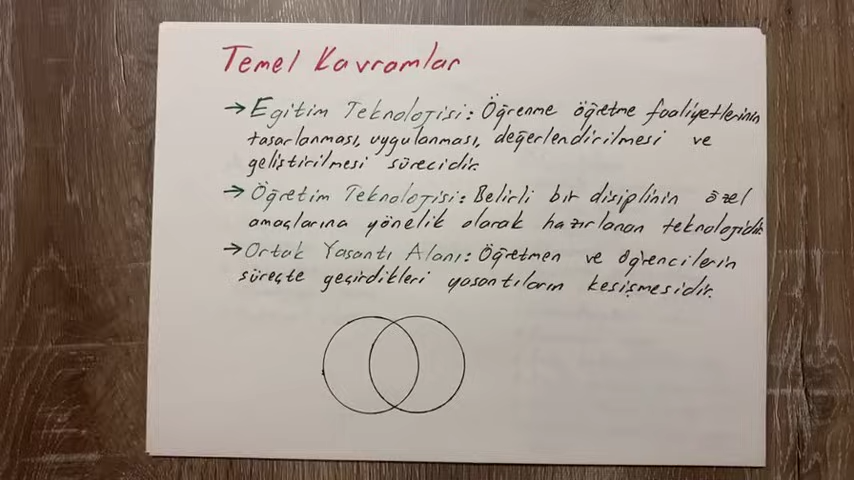 Temel Kavramlar
→ Eğitim Teknolojisi: Öğrenme öğretme faaliyetlerinin
tasarlanması, uygulanması, değerlendirilmesi ve
geliştirilmesi sürecidir.
→ Öğretim Teknolojisi: Belirli bir disiplinin özel
amaçlarına yönelik olarak hazırlanan teknolojidir.
→ Ortak Yaşantı Alanı: Öğretmen ve öğrencilerin
süreçte geçirdikleri yaşantıların kesişmesidir.